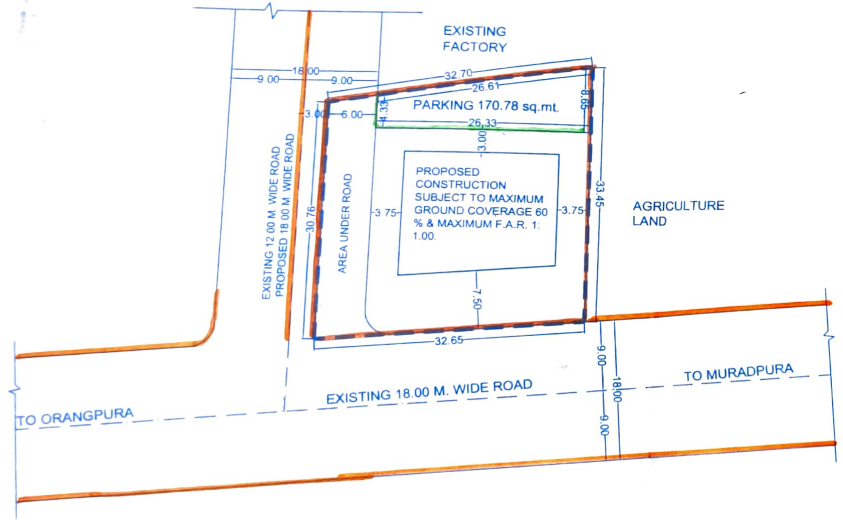 EXISTING
FACTORY
18.00
9.00
9.00
32.70
26.61
8.65
3.00
6.00
4.33
PARKING 170.78 sq.mt.
26.33
3.00
EXISTING 12.00 M. WIDE ROAD
PROPOSED 18.00 M. WIDE ROAD
30.76
AREA UNDER ROAD
3.75
PROPOSED
CONSTRUCTION
SUBJECT TO MAXIMUM
GROUND COVERAGE 60
% & MAXIMUM F.A.R. 1:
1.00.
3.75
33.45
AGRICULTURE
LAND
7.50
32.65
9.00
18.00
9.00
TO ORANGPURA
EXISTING 18.00 M. WIDE ROAD
TO MURADPURA